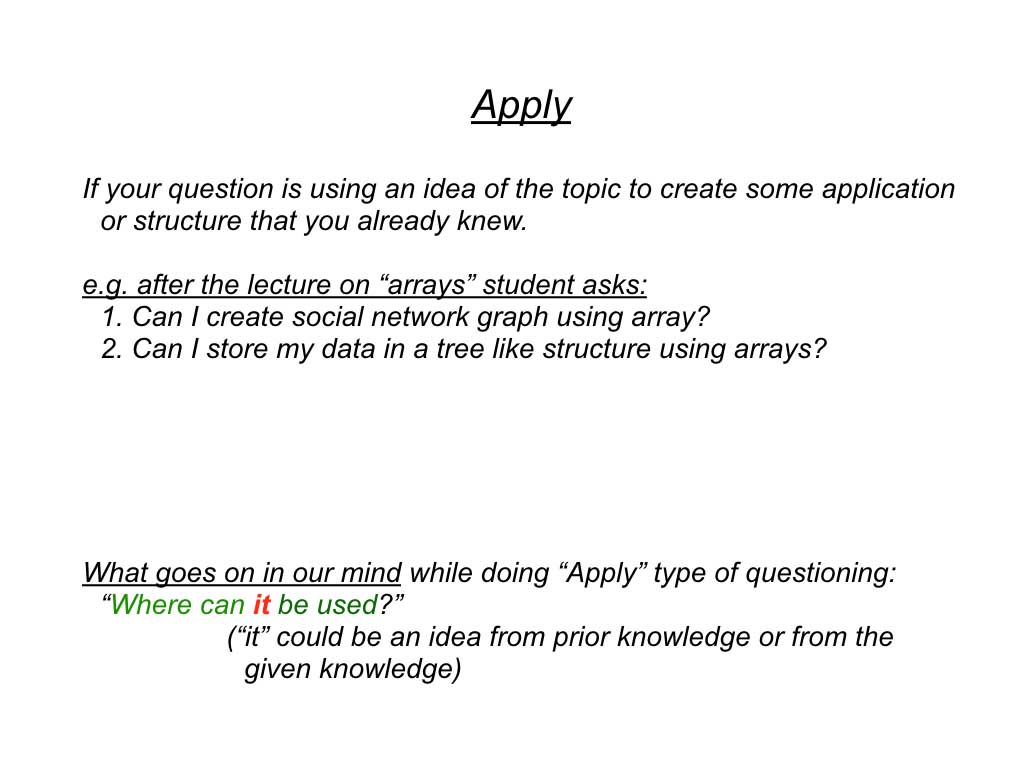 Apply
If your question is using an idea of the topic to create some application
or structure that you already knew.
e.g. after the lecture on “arrays” student asks:
1. Can I create social network graph using array?
2. Can I store my data in a tree like structure using arrays?
What goes on in our mind while doing “Apply” type of questioning:
“Where can it be used?”
(“it” could be an idea from prior knowledge or from the
given knowledge)